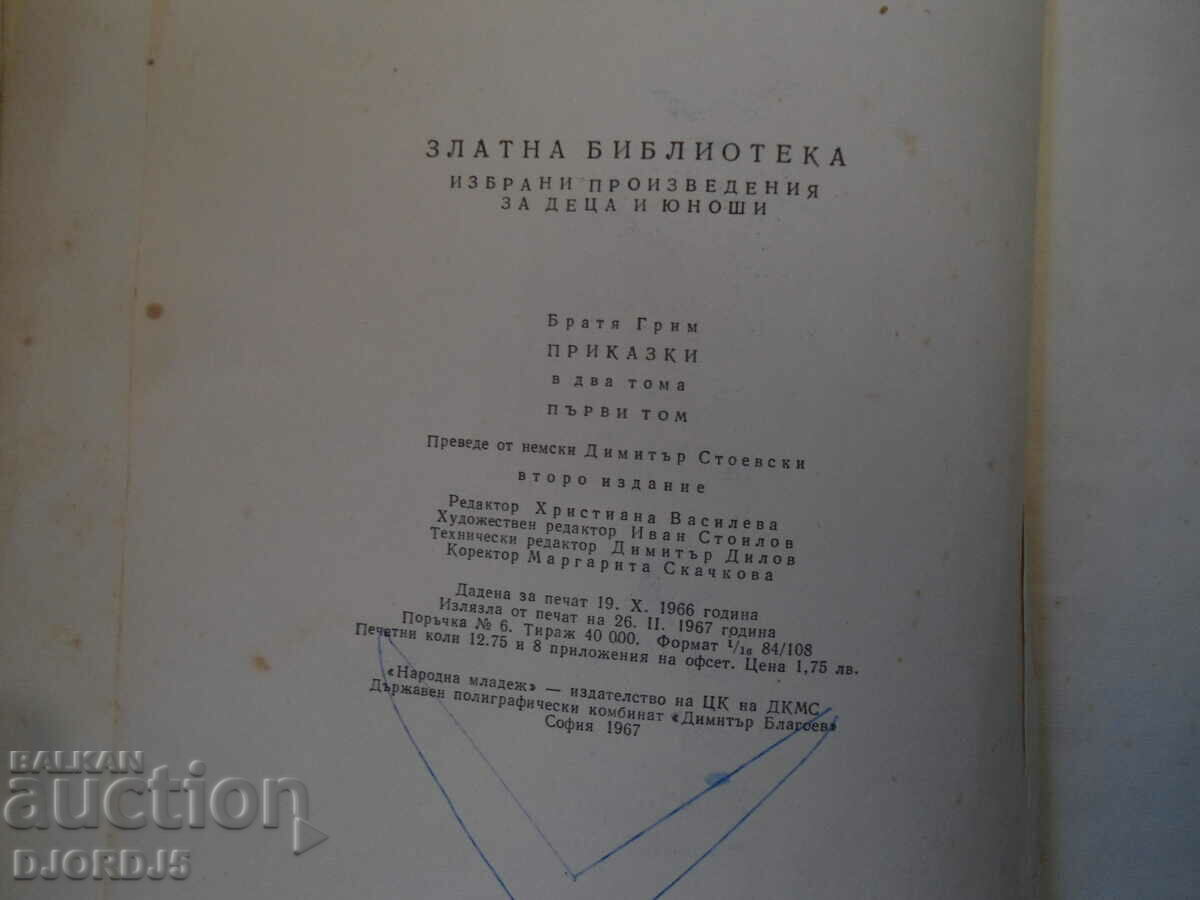 ЗЛАТНА БИБЛИОТЕКА
ИЗБРАНИ ПРОИЗВЕДЕНИЯ
ЗА ДЕЦА И ЮНОШИ
Братя Грим
ПРИКАЗКИ
в два тома
ПЪРВИ ТОМ
Преведе от немски Димитър Стоевски
второ издание
Редактор Христиана Василева
Художествен редактор Иван Стоилов
Технически редактор Димитър Дилов
Коректор Маргарита Скачкова
Дадена за печат 19. X. 1966 година
Излязла от печат на 26. II. 1967 година
Поръчка № 6. Тираж 40 000. Формат 1/16 84/108
Печатни коли 12.75 и 8 приложения на офсет. Цена 1,75 лв.
«Народна младеж» — издателство на ЦК на ДКМС
Държавен полиграфически комбинат «Димитър Благоев»
София 1967
BALKAN
auction
DJORDJ5